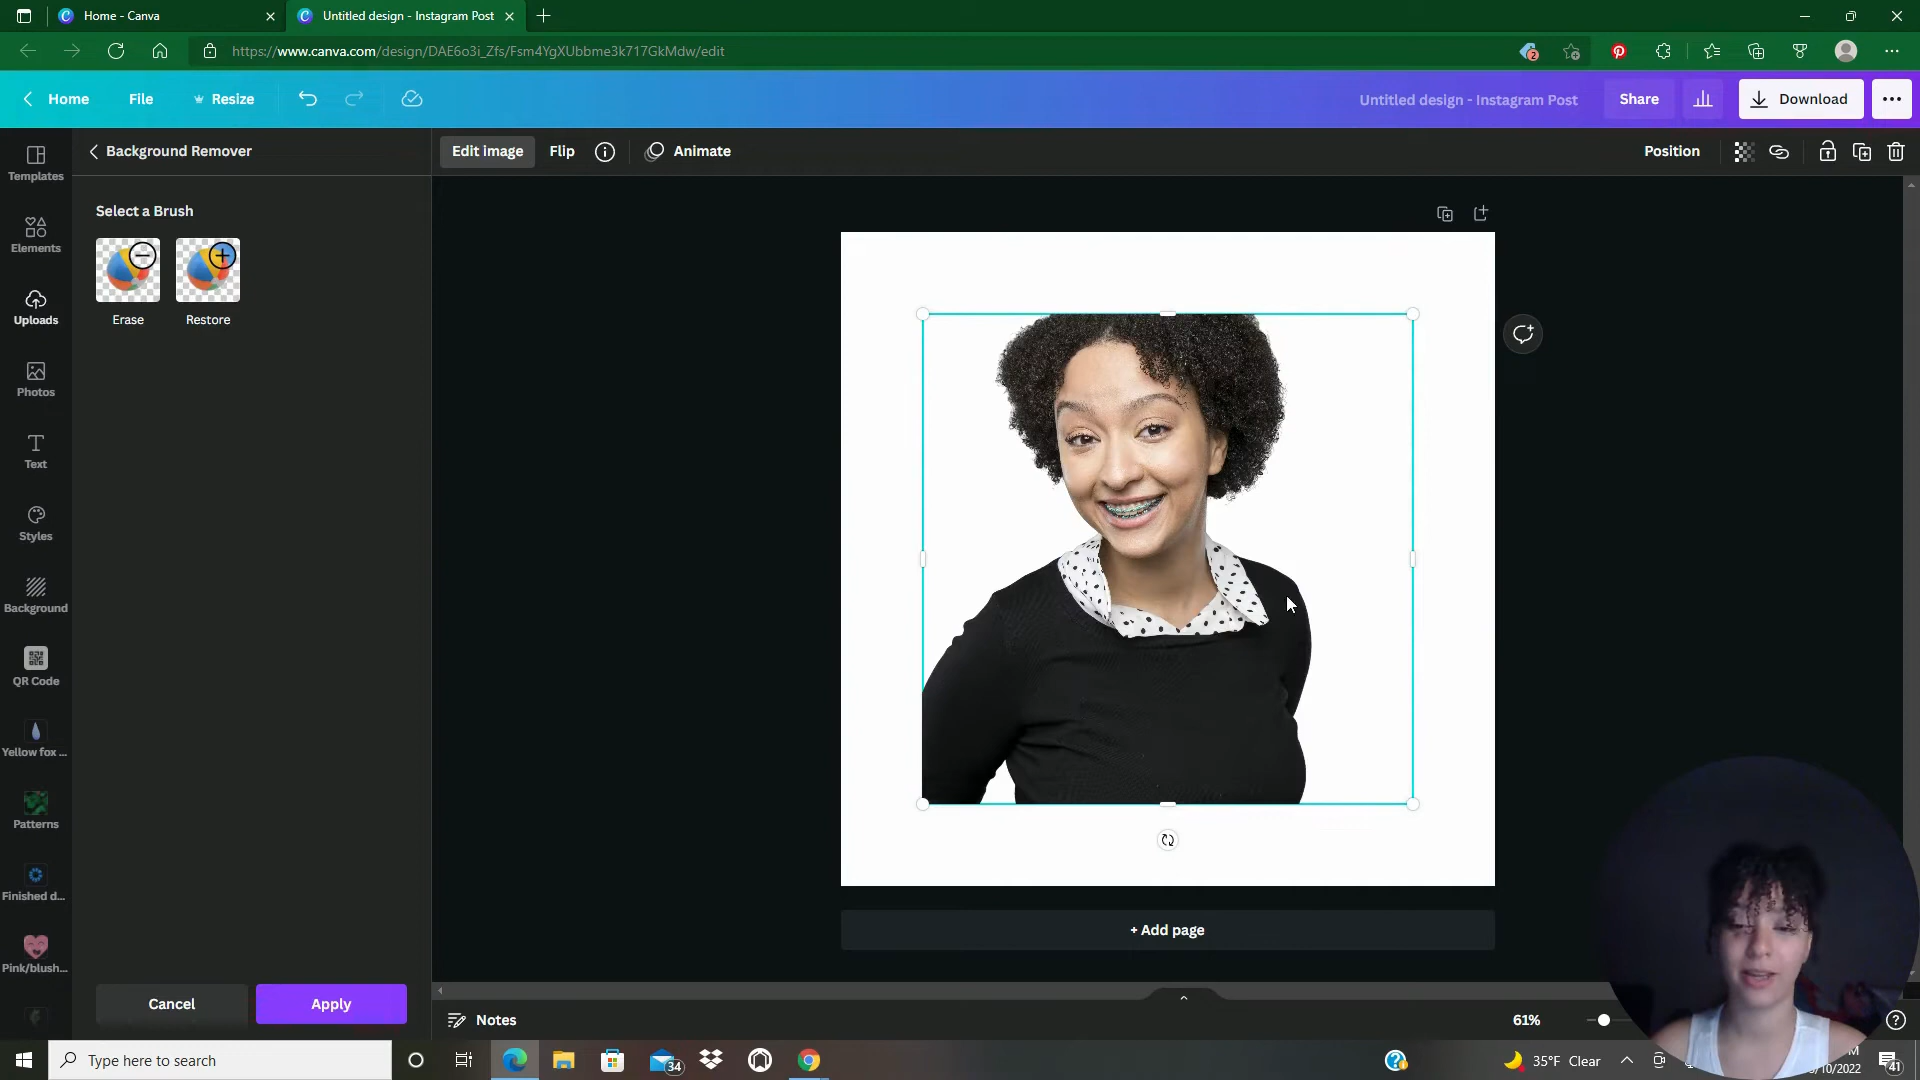 Home - Canva
Untitled design - Instagram Post
https://www.canva.com/design/DAE6o3i_Zfs/Fsm4YgXUbbme3k717GkMdw/edit
2
Home
File
Resize
Untitled design - Instagram Post
Share
Download
Background Remover
Edit image
Flip
Animate
Position
Templates
Elements
Uploads
Photos
Text
Styles
Background
QR Code
Yellow fox ...
Patterns
Finished d...
Pink/blush...
Select a Brush
Erase
Restore
Cancel
Apply
+ Add page
Notes
61%
Type here to search
34
35°F Clear
41